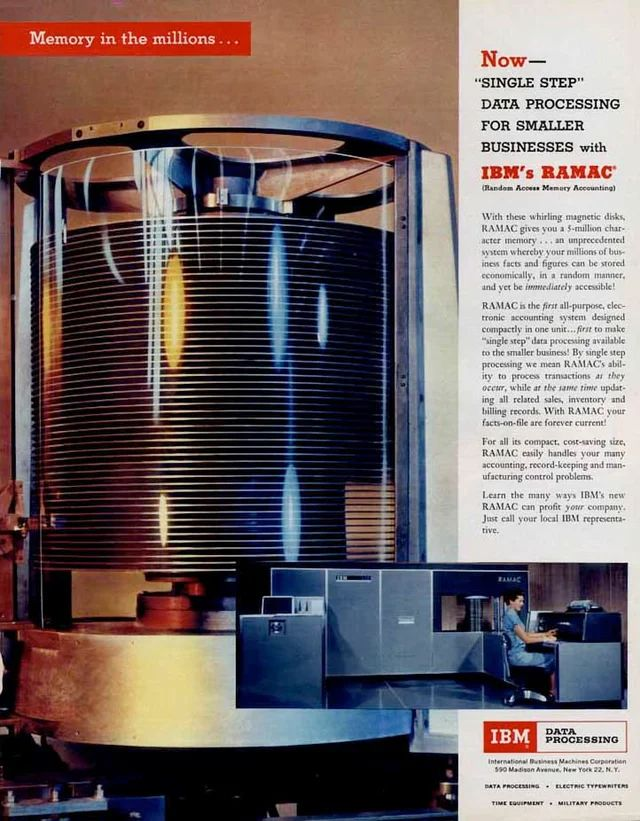 Memory in the millions...
Now—
"SINGLE STEP"
DATA PROCESSING
FOR SMALLER
BUSINESSES with
IBM's RAMAC®
(Random Access Memory Accounting)
With these whirling magnetic disks,
RAMAC gives you a 5-million char-
acter memory . . . an unprecedented
system whereby your millions of bus-
iness facts and figures can be stored
economically, in a random manner,
and yet be immediately accessible!
RAMAC is the first all-purpose, elec-
tronic accounting system designed
compactly in one unit...first to make
"single step" data processing available
to the smaller business! By single step
processing we mean RAMAC's abil-
ity to process transactions as they
occur, while at the same time updat-
ing all related sales, inventory and
billing records. With RAMAC your
facts-on-file are forever current!
For all its compact, cost-saving size,
RAMAC easily handles your many
accounting, record-keeping and man-
ufacturing control problems.
Learn the many ways IBM's new
RAMAC can profit your company.
Just call your local IBM representa-
tive.
IBM
RAMAC
IBM®
DATA
PROCESSING
International Business Machines Corporation
590 Madison Avenue, New York 22, N. Y.
DATA PROCESSING • ELECTRIC TYPEWRITERS
TIME EQUIPMENT • MILITARY PRODUCTS